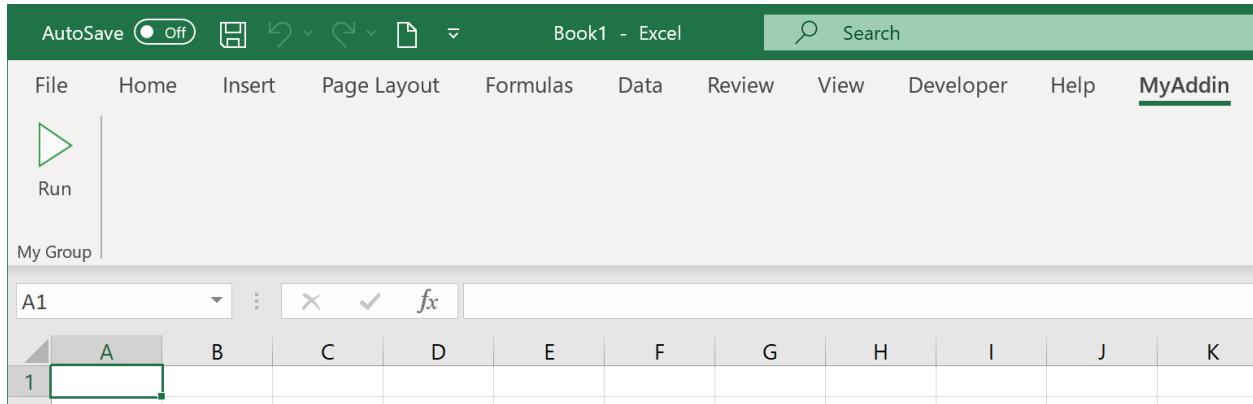 AutoSave Off Book1 - Excel Search
File Home Insert Page Layout Formulas Data Review View Developer Help MyAddin
Run
My Group
A1 fx
A B C D E F G H I J K
1